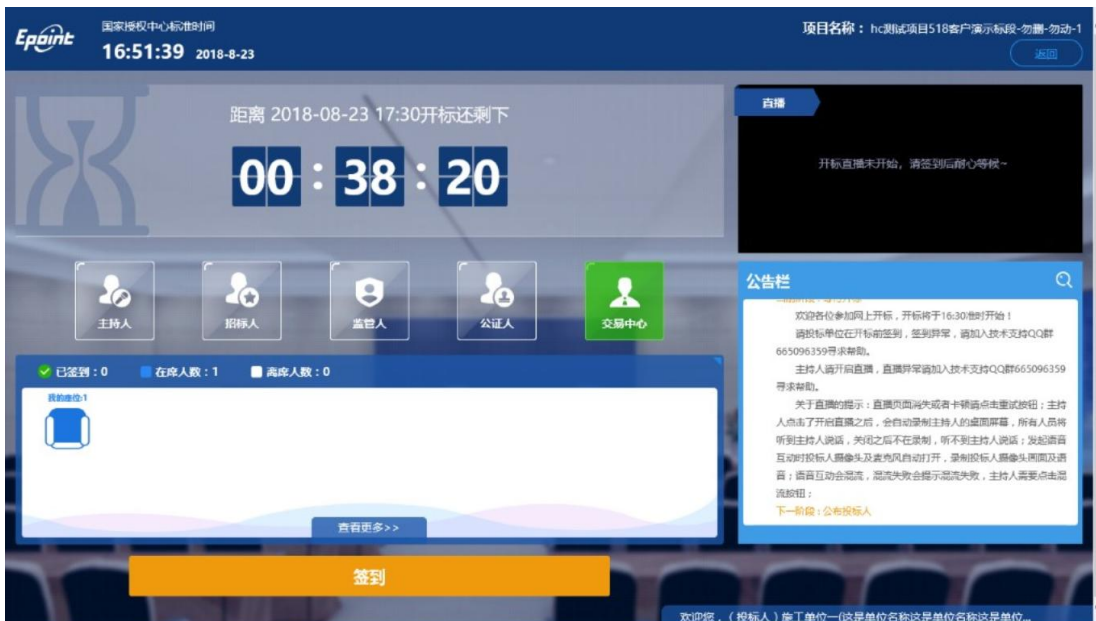 Epoint
国家授权中心标准时间
16:51:39 2018-8-23
项目名称：hc测试项目518客户演示标段-勿删-勿动-1
返回
距离 2018-08-23 17:30开标还剩下
00 : 38 : 20
直播
开标直播未开始，请签到后耐心等候~
主持人 招标人 监管人 公证人 交易中心
公告栏
欢迎各位参加网上开标，开标将于16:30准时开始！
请投标单位在开标前签到，签到异常，请加入技术支持QQ群
665096359寻求帮助。
主持人请开启直播，直播异常请加入技术支持QQ群665096359
寻求帮助。
关于直播的提示：直播页面消失或者卡顿请点击重试按钮；主持
人点击了开启直播之后，会自动录制主持人的桌面屏幕，所有人员将
听到主持人说话，关闭之后不在录制，听不到主持人说话；发起语音
互动时投标人摄像头及麦克风自动打开，录制投标人摄像头画面及语
音；语音互动会混流，混流失败会提示混流失败，主持人需要点击混
流按钮；
下一阶段：公布投标人
已签到：0 在席人数：1 离席人数：0
我的座位:1
查看更多>>
签到
欢迎您，（投标人）施工单位一(这是单位名称这是单位名称这是单位...